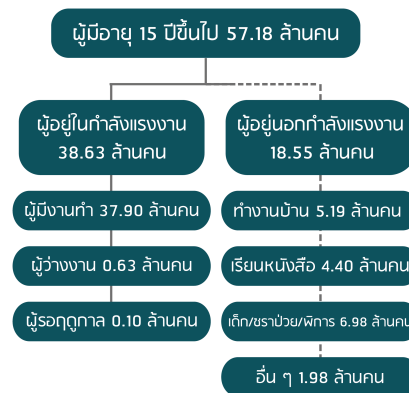 ผู้มีอายุ 15 ปีขึ้นไป 57.18 ล้านคน
ผู้อยู่ในกำลังแรงงาน
38.63 ล้านคน
ผู้มีงานทำ 37.90 ล้านคน
ผู้ว่างงาน 0.63 ล้านคน
ผู้รอฤดูกาล 0.10 ล้านคน
ผู้อยู่นอกกำลังแรงงาน
18.55 ล้านคน
ทำงานบ้าน 5.19 ล้านคน
เรียนหนังสือ 4.40 ล้านคน
เด็ก/ชราป่วย/พิการ 6.98 ล้านคน
อื่น ๆ 1.98 ล้านคน